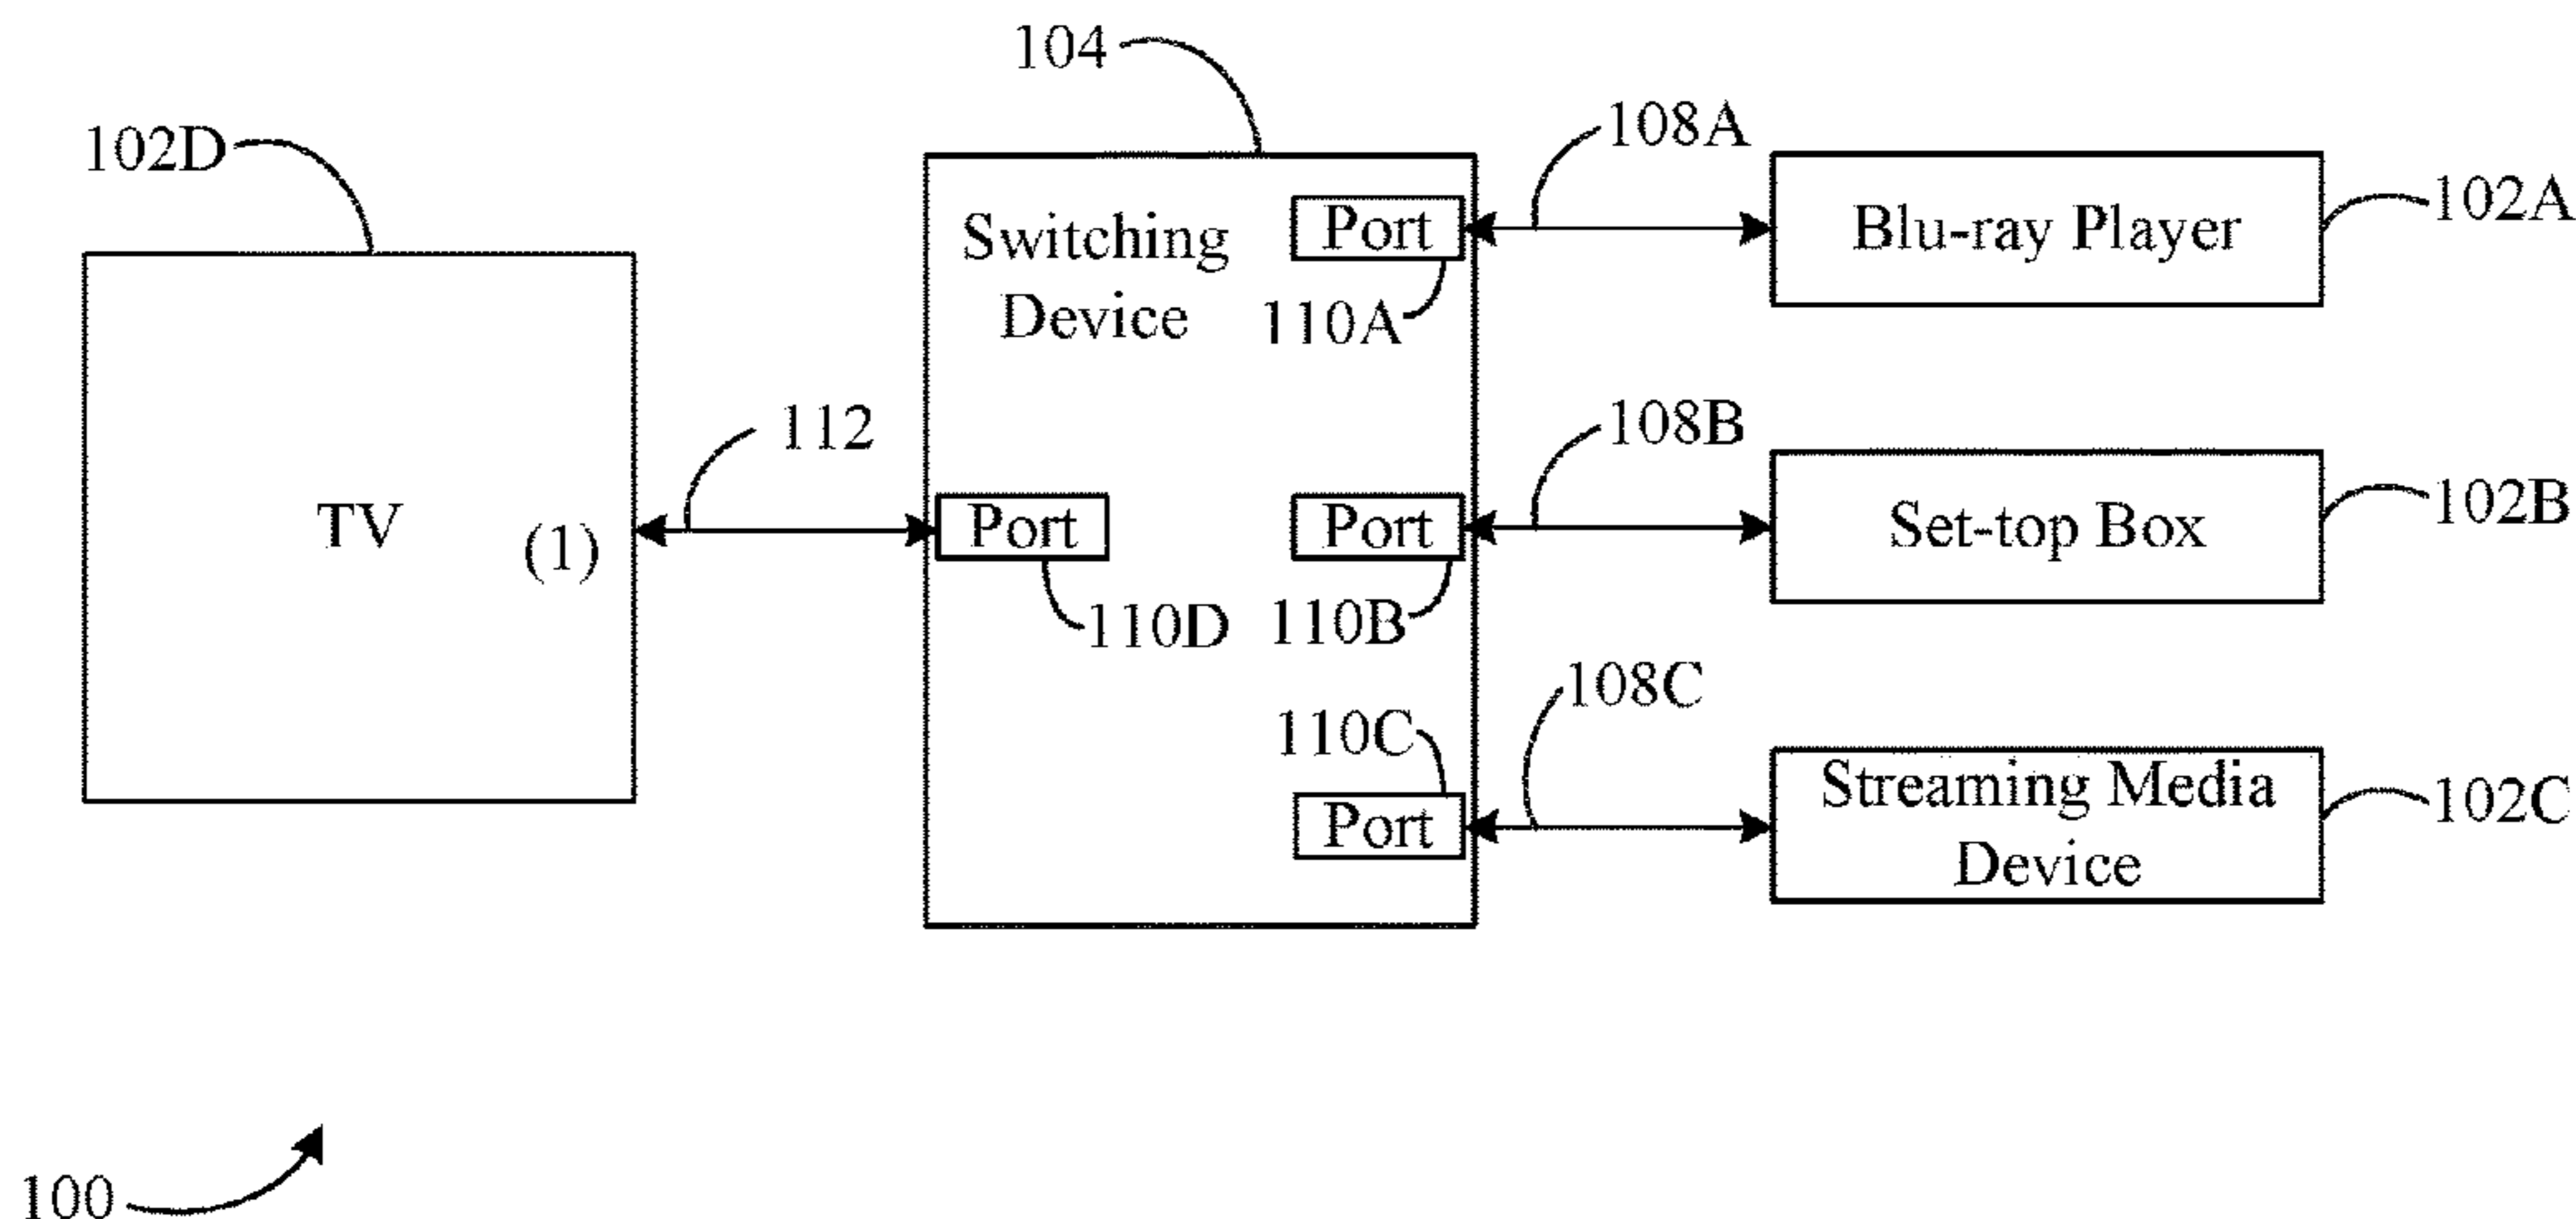 104
108A
102D
102A
Port
Blu-ray Player
Switching
Device
110A
108B
112
102B
TV
(1)
Port
Port
Set-top Box
110D
110B
108C
110C
102C
Streaming Media
Device
Port
100